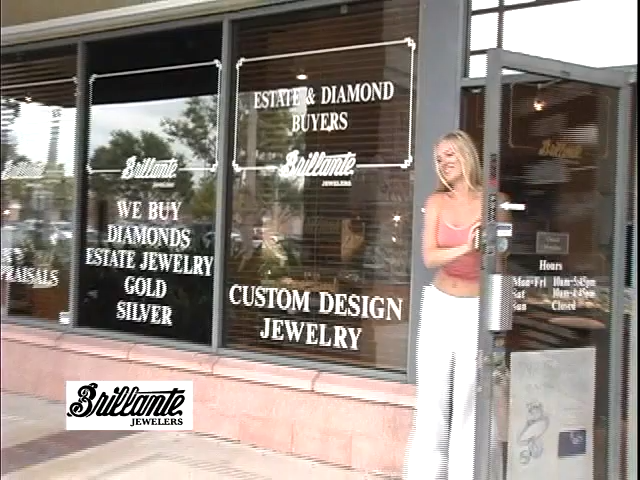 ESTATE & DIAMOND
BUYERS
Brillante
JEWELERS
Brillante
WE BUY
DIAMONDS
ESTATE JEWELRY
GOLD
SILVER
PRAISALS
CUSTOM DESIGN
JEWELRY
Hours
Mon-Fri
Sat
Sun Closed
Brillante
JEWELERS